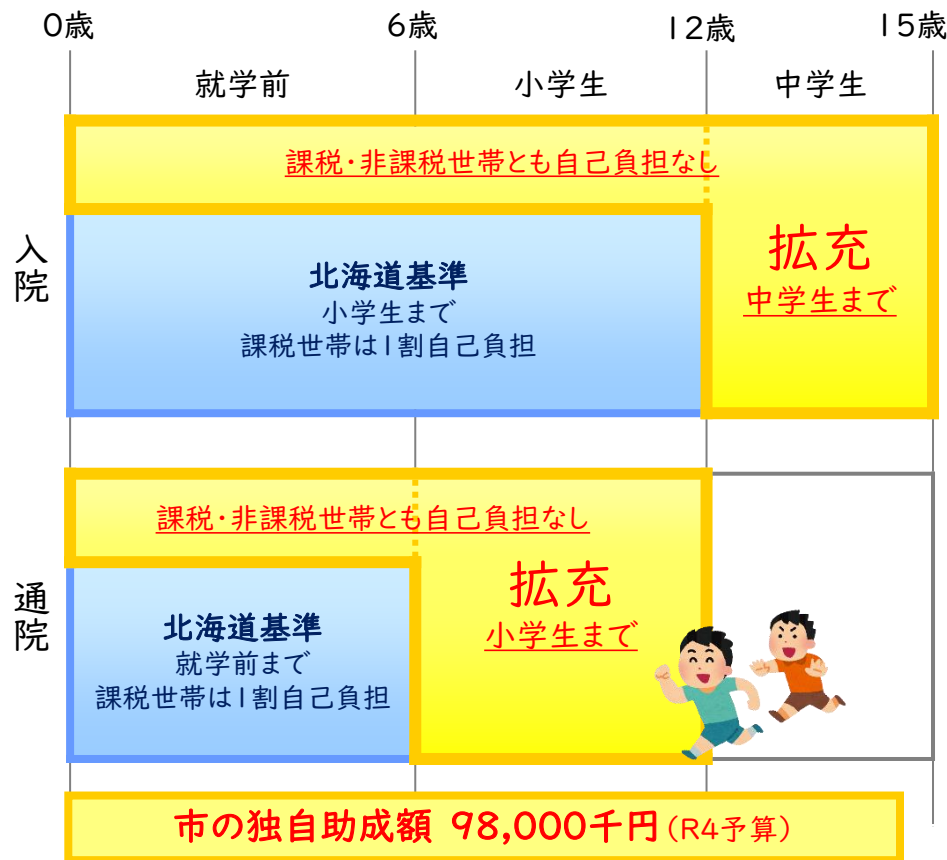 0歳 6歳 12歳 15歳
就学前 小学生 中学生
入院
課税・非課税世帯とも自己負担なし
北海道基準
小学生まで
課税世帯は1割自己負担
拡充
中学生まで
通院
課税・非課税世帯とも自己負担なし
北海道基準
就学前まで
課税世帯は1割自己負担
拡充
小学生まで
市の独自助成額 98,000千円(R4予算)